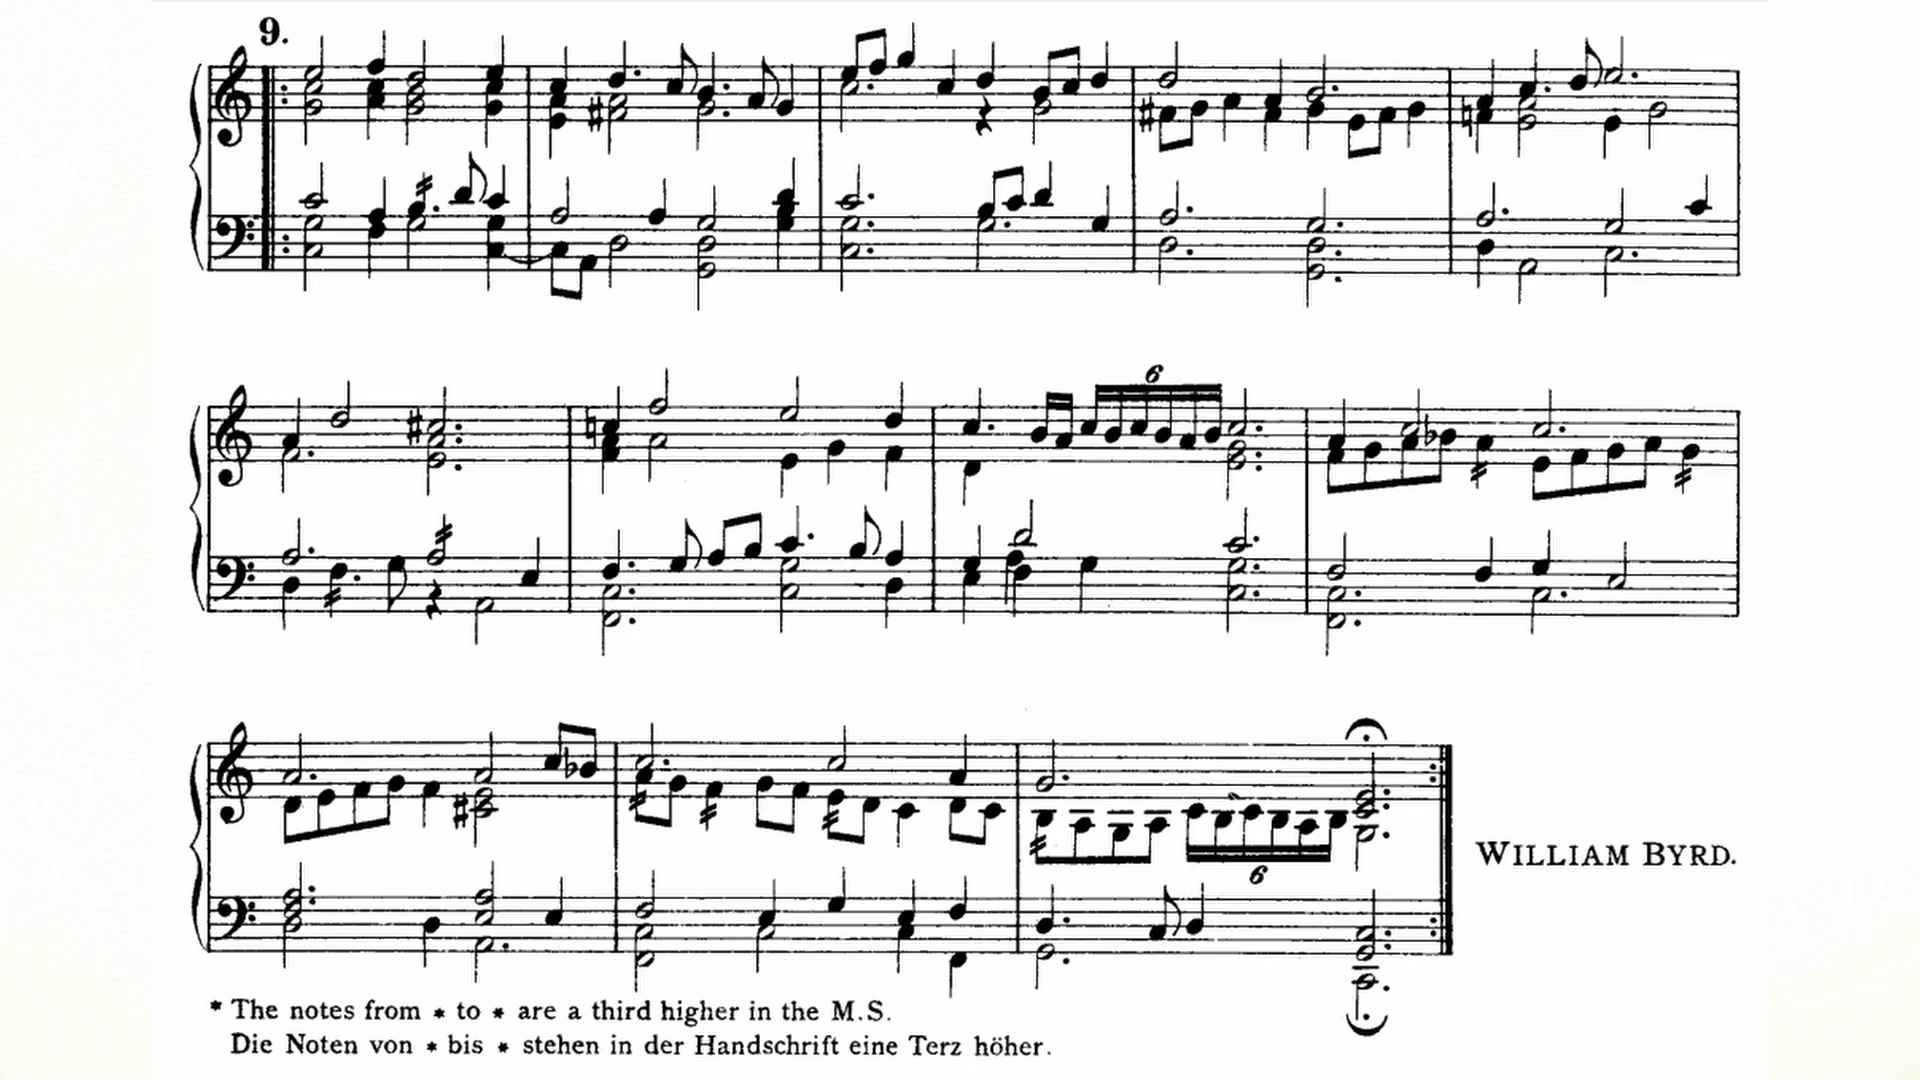 9.
6
6
WILLIAM BYRD.
* The notes from * to * are a third higher in the M.S.
Die Noten von * bis * stehen in der Handschrift eine Terz höher.